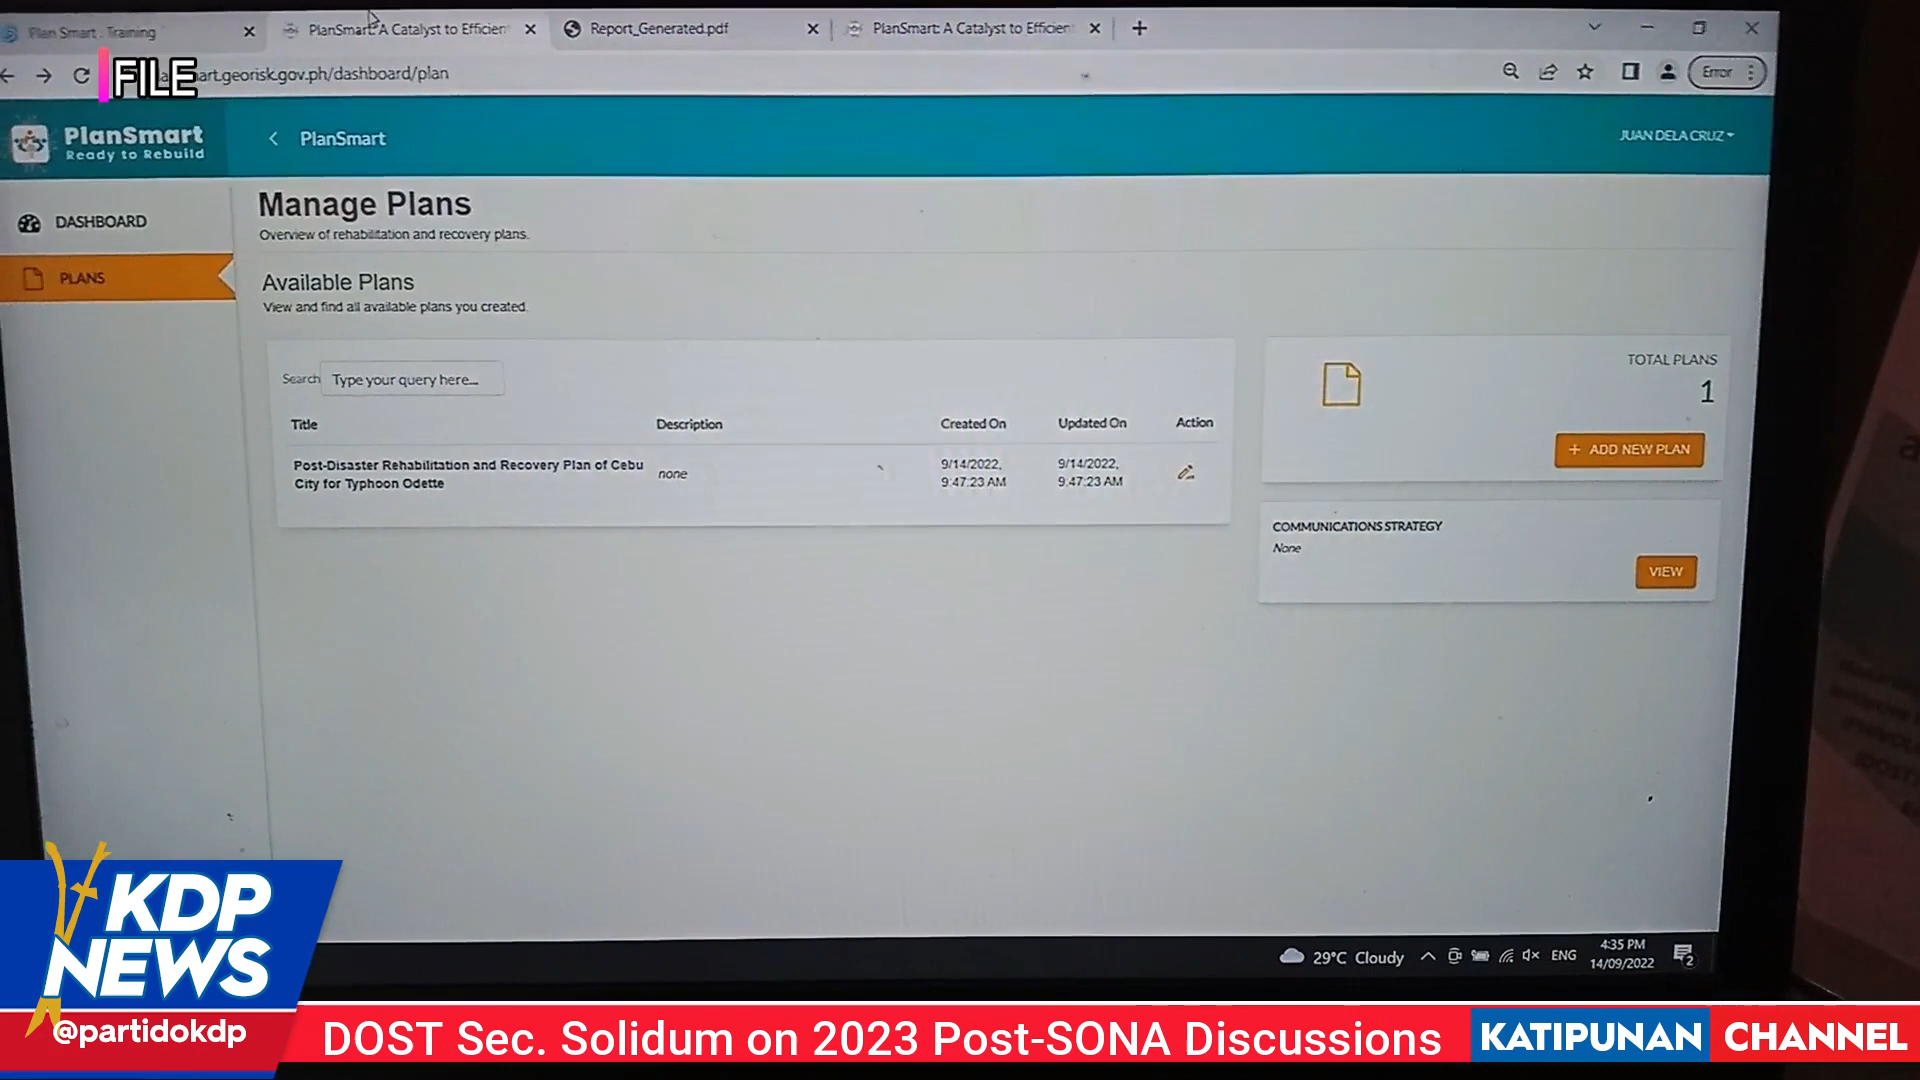 Plan Smart . Training
PlanSmart: A Catalyst to Efficien
Report_Generated.pdf
PlanSmart: A Catalyst to Efficien
FILE
art.georisk.gov.ph/dashboard/plan
Error
PlanSmart
Ready to Rebuild
PlanSmart
JUAN DELA CRUZ
DASHBOARD
PLANS
Manage Plans
Overview of rehabilitation and recovery plans.
Available Plans
View and find all available plans you created.
Search Type your query here...
Title Description Created On Updated On Action
Post-Disaster Rehabilitation and Recovery Plan of Cebu
City for Typhoon Odette
none
9/14/2022,
9:47:23 AM
9/14/2022,
9:47:23 AM
TOTAL PLANS
1
+ ADD NEW PLAN
COMMUNICATIONS STRATEGY
None
VIEW
29°C Cloudy
ENG
4:35 PM
14/09/2022
2
KDP
NEWS
@partidokdp
DOST Sec. Solidum on 2023 Post-SONA Discussions
KATIPUNAN CHANNEL